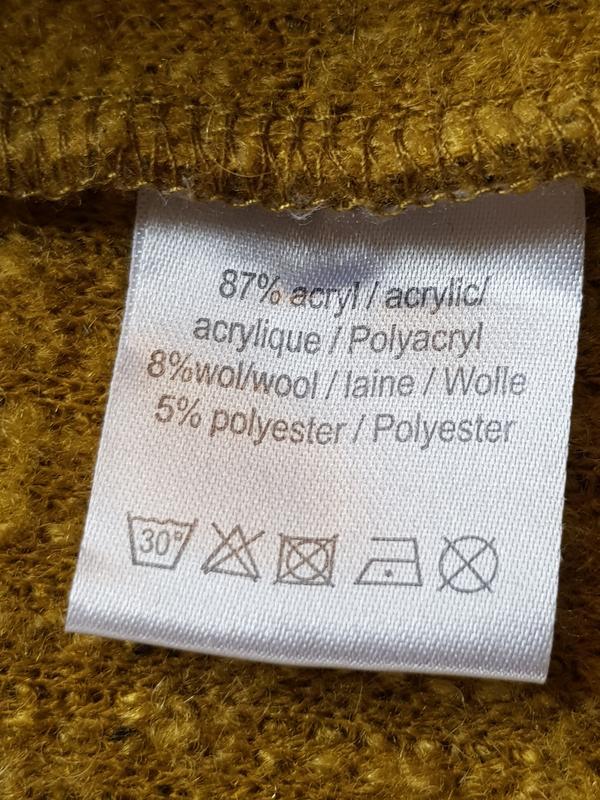 87% acryl / acrylic/
acrylique / Polyacryl
8%wol/wool / laine / Wolle
5% polyester / Polyester
30°